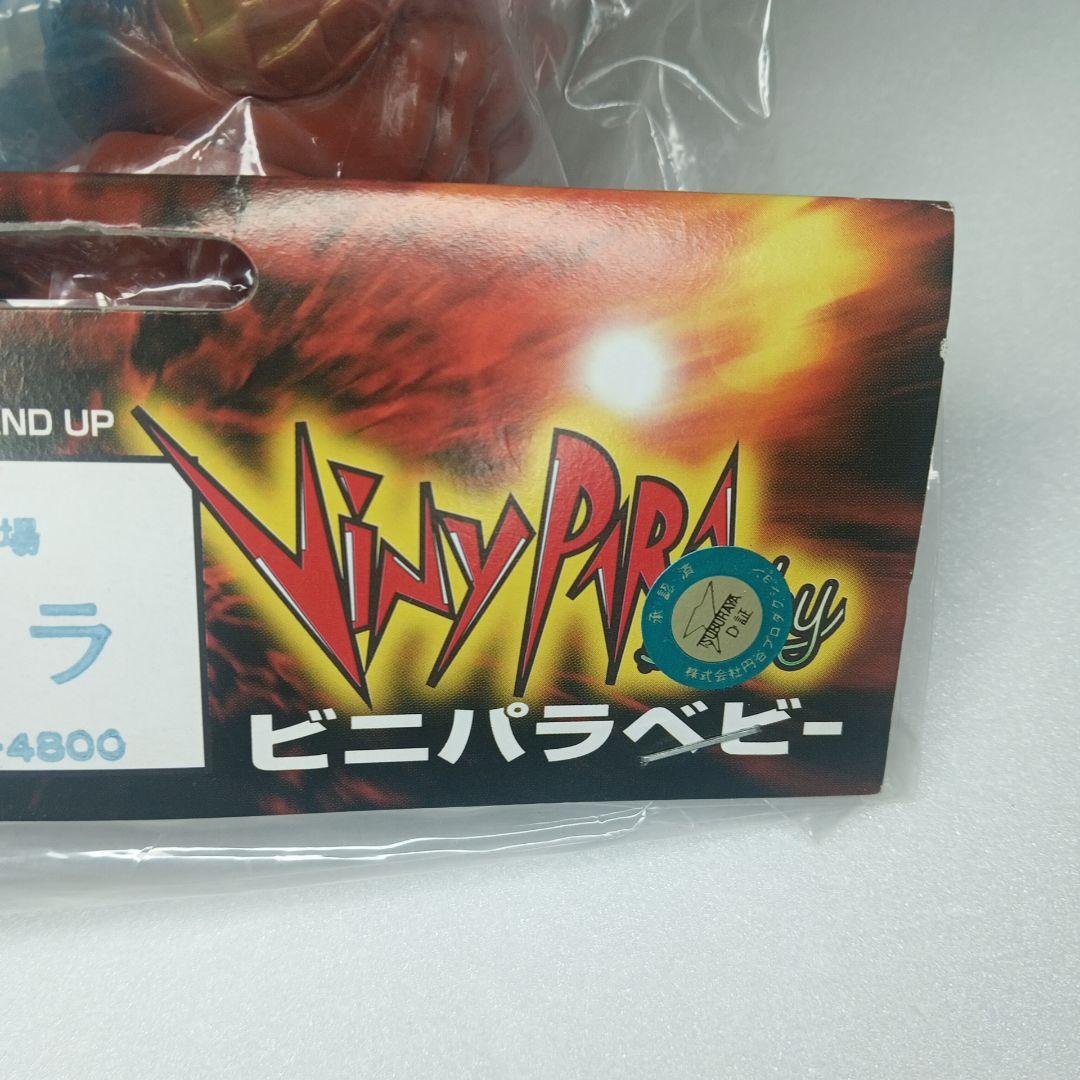 ND UP
場
ラ
-4800
VINYPARA
ビニパラベビー
承認済
TSUBURAYA
D証
株式会社円谷プロダクション